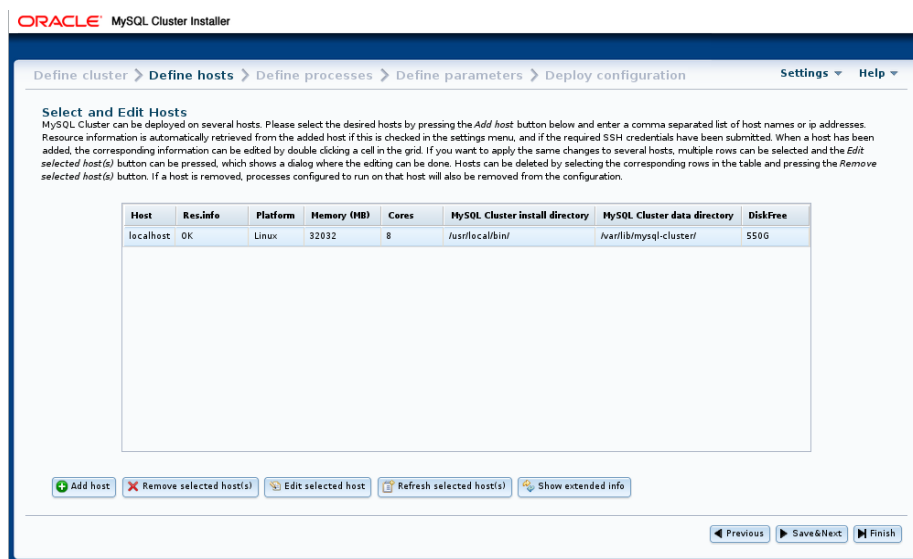 ORACLE MySQL Cluster Installer
Define cluster > Define hosts > Define processes > Define parameters > Deploy configuration Settings Help
Select and Edit Hosts
MySQL Cluster can be deployed on several hosts. Please select the desired hosts by pressing the Add host button below and enter a comma separated list of host names or ip addresses.
Resource information is automatically retrieved from the added host if this is checked in the settings menu, and if the required SSH credentials have been submitted. When a host has been
added, the corresponding information can be edited by double clicking a cell in the grid. If you want to apply the same changes to several hosts, multiple rows can be selected and the Edit
selected host(s) button can be pressed, which shows a dialog where the editing can be done. Hosts can be deleted by selecting the corresponding rows in the table and pressing the Remove
selected host(s) button. If a host is removed, processes configured to run on that host will also be removed from the configuration.
Host Res.info Platform Memory (MB) Cores MySQL Cluster install directory MySQL Cluster data directory DiskFree
localhost OK Linux 32032 8 /usr/local/bin/ /var/lib/mysql-cluster/ 550G
Add host Remove selected host(s) Edit selected host Refresh selected host(s) Show extended info
Previous Save&Next Finish